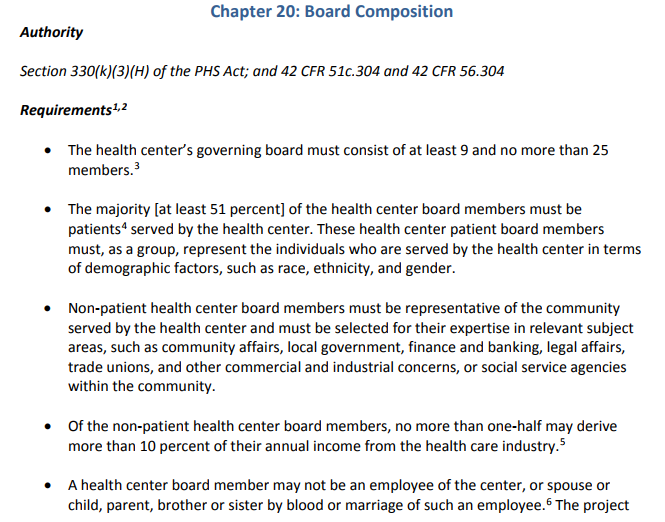 Chapter 20: Board Composition
Authority
Section 330(k)(3)(H) of the PHS Act; and 42 CFR 51c.304 and 42 CFR 56.304
Requirements1,2
• The health center's governing board must consist of at least 9 and no more than 25
members.3
• The majority [at least 51 percent] of the health center board members must be
patients4 served by the health center. These health center patient board members
must, as a group, represent the individuals who are served by the health center in terms
of demographic factors, such as race, ethnicity, and gender.
• Non-patient health center board members must be representative of the community
served by the health center and must be selected for their expertise in relevant subject
areas, such as community affairs, local government, finance and banking, legal affairs,
trade unions, and other commercial and industrial concerns, or social service agencies
within the community.
• Of the non-patient health center board members, no more than one-half may derive
more than 10 percent of their annual income from the health care industry.5
• A health center board member may not be an employee of the center, or spouse or
child, parent, brother or sister by blood or marriage of such an employee.6 The project